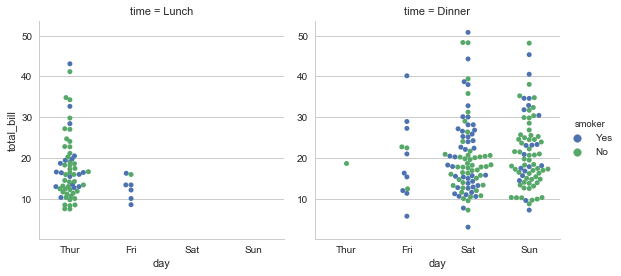 time = Lunch
time = Dinner
50
40
30
20
10
total_bill
Thur Fri Sat Sun
day
50
40
30
20
10
Thur Fri Sat Sun
day
smoker
Yes
No